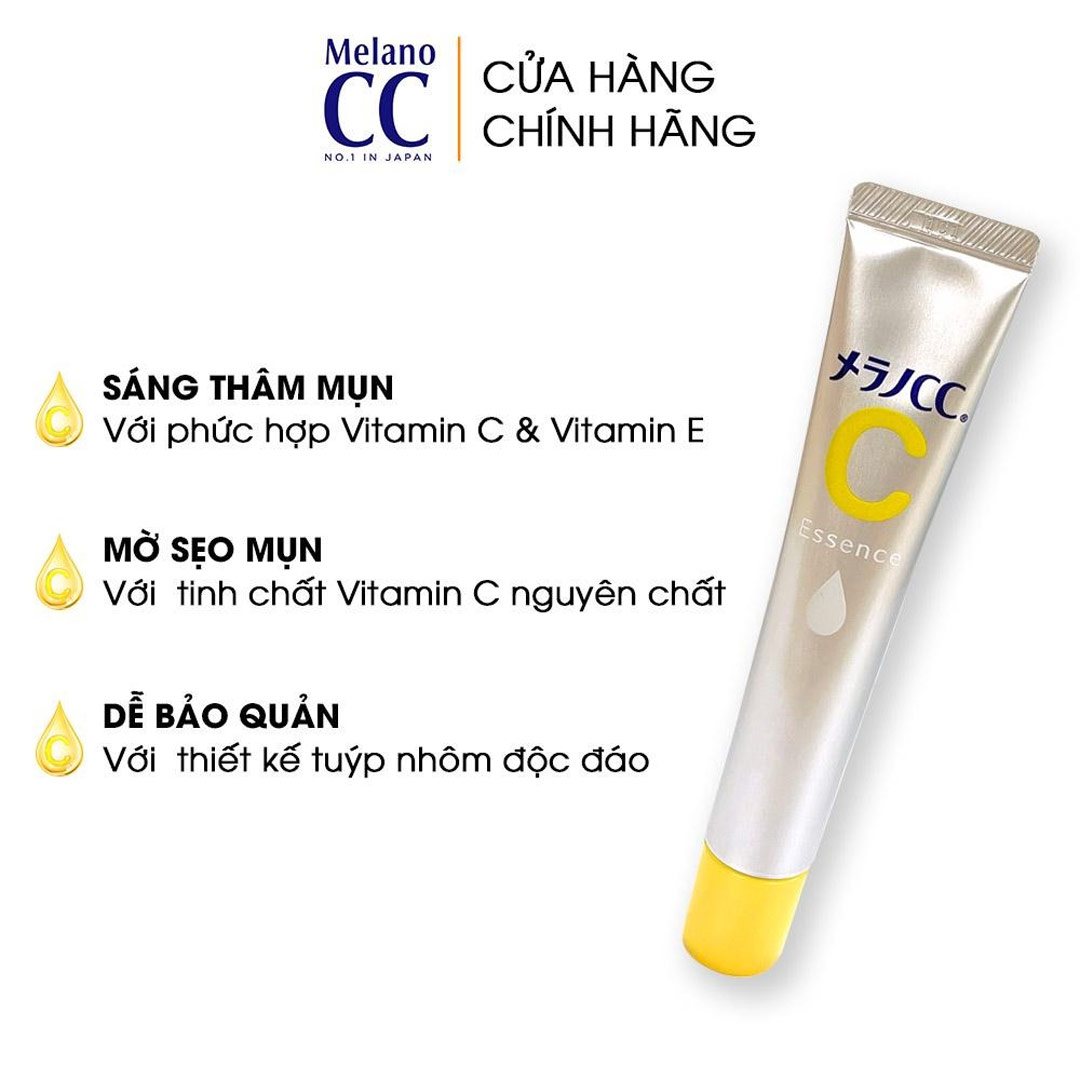 Melano
CC
NO.1 IN JAPAN
CỬA HÀNG
CHÍNH HÃNG
SÁNG THÂM MỤN
Với phức hợp Vitamin C & Vitamin E
MỜ SẸO MỤN
Với tinh chất Vitamin C nguyên chất
DỄ BẢO QUẢN
Với thiết kế tuýp nhôm độc đáo
C
C
C
メラノCC®
C
Essence